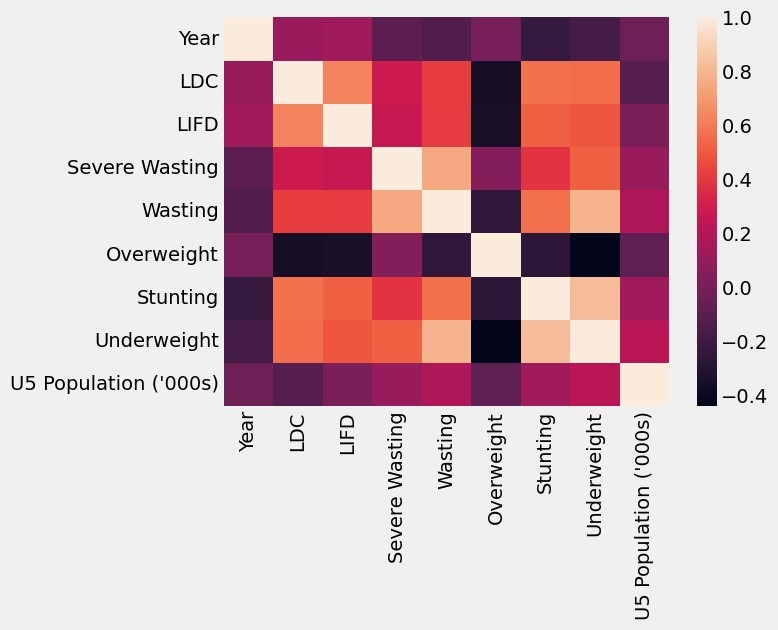 Year
LDC
LIFD
Severe Wasting
Wasting
Overweight
Stunting
Underweight
U5 Population ('000s)
Year
LDC
LIFD
Severe Wasting
Wasting
Overweight
Stunting
Underweight
U5 Population ('000s)
1.0
0.8
0.6
0.4
0.2
0.0
−0.2
−0.4